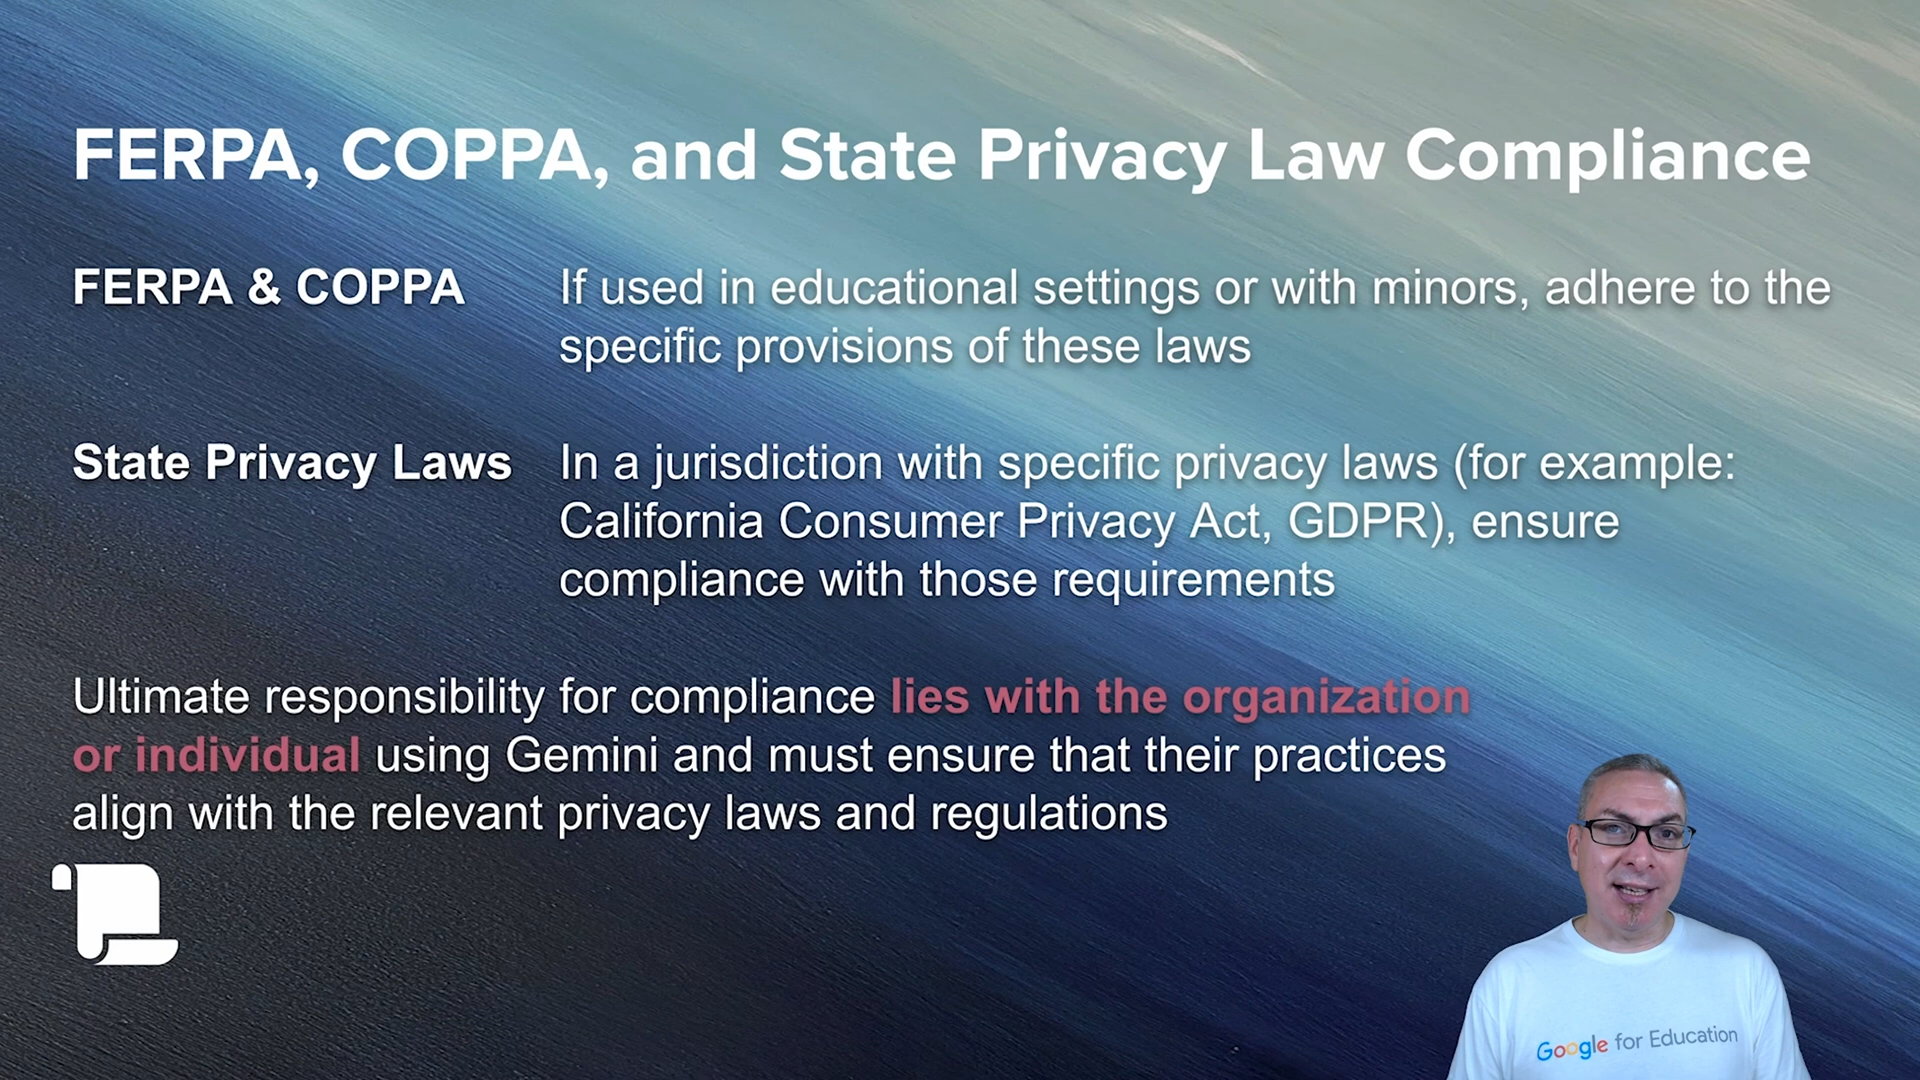 FERPA, COPPA, and State Privacy Law Compliance
FERPA & COPPA
If used in educational settings or with minors, adhere to the
specific provisions of these laws
State Privacy Laws
In a jurisdiction with specific privacy laws (for example:
California Consumer Privacy Act, GDPR), ensure
compliance with those requirements
Ultimate responsibility for compliance lies with the organization
or individual using Gemini and must ensure that their practices
align with the relevant privacy laws and regulations
Google for Education